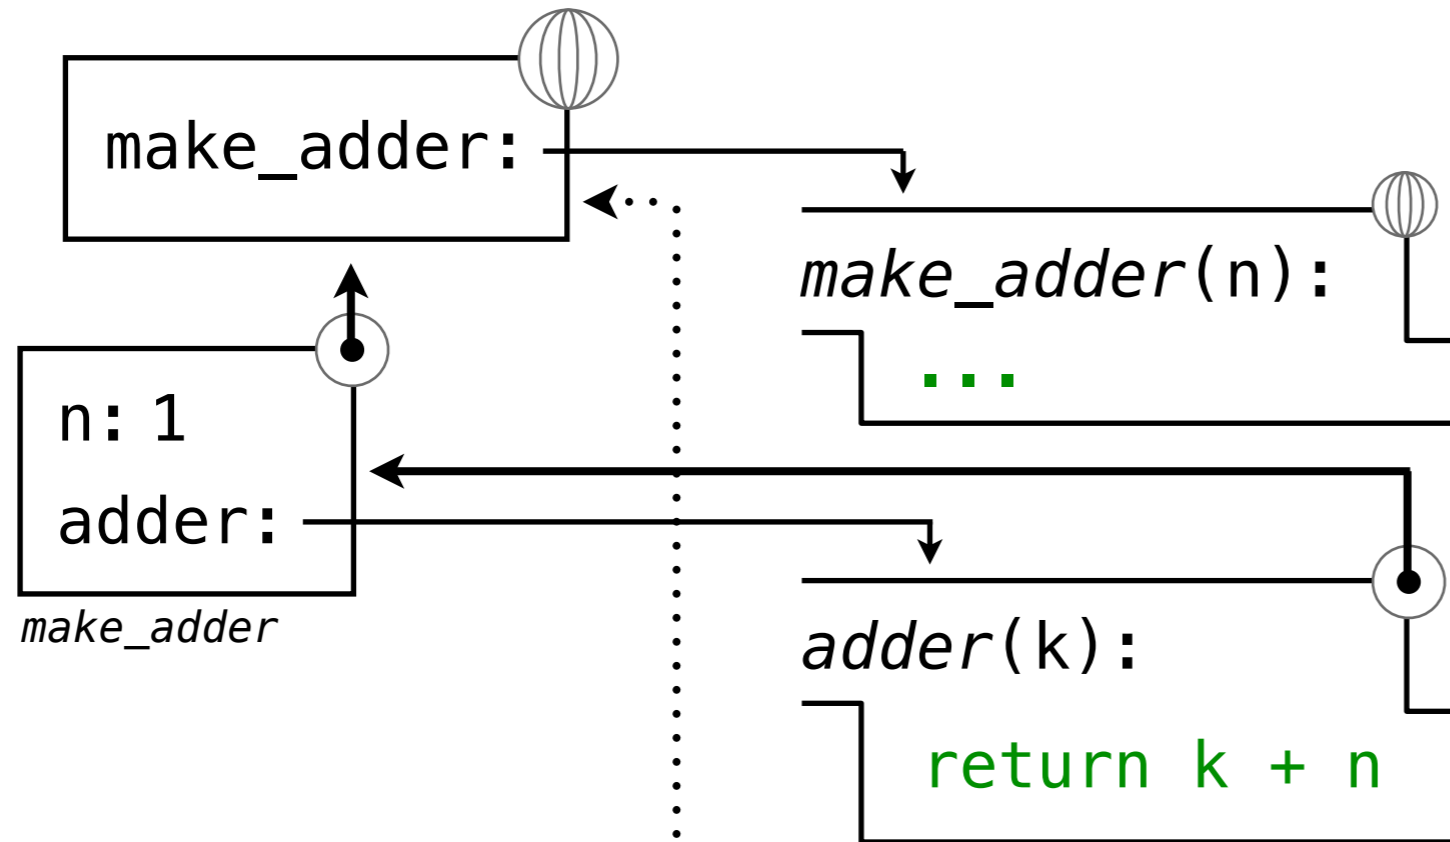 make_adder:
make_adder(n):
...
n: 1
adder:
make_adder
adder(k):
return k + n